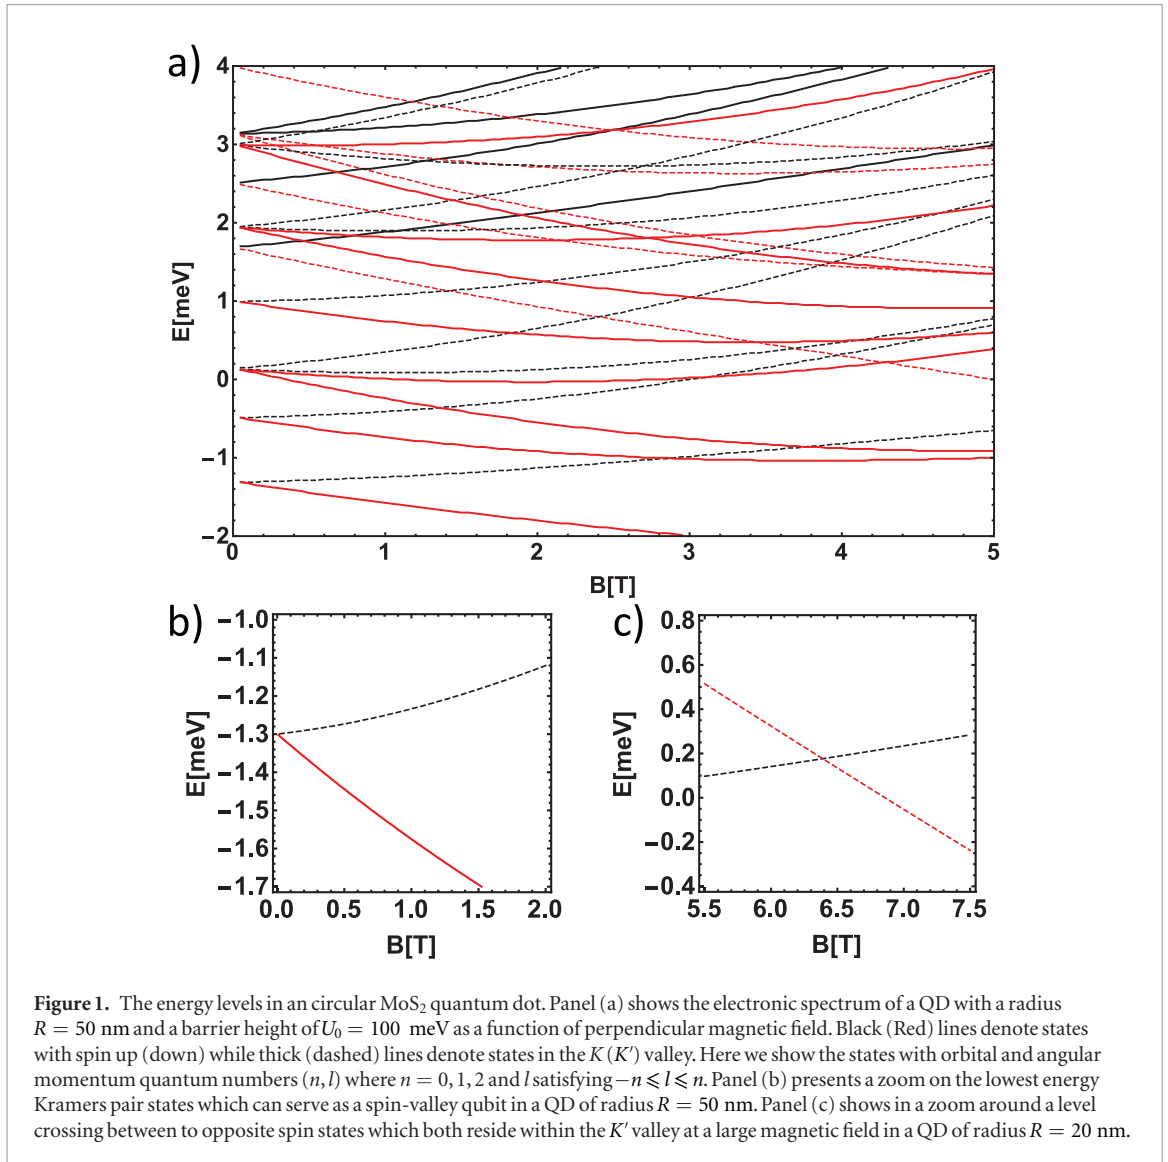 a)
4
3
2
1
0
−1
−2
E[meV]
0 1 2 3 4 5
B[T]
b)
−1.0
−1.1
−1.2
−1.3
−1.4
−1.5
−1.6
−1.7
E[meV]
0.0 0.5 1.0 1.5 2.0
B[T]
c)
0.8
0.6
0.4
0.2
0.0
−0.2
−0.4
E[meV]
5.5 6.0 6.5 7.0 7.5
B[T]
Figure 1. The energy levels in an circular MoS₂ quantum dot. Panel (a) shows the electronic spectrum of a QD with a radius
R = 50 nm and a barrier height of U₀ = 100 meV as a function of perpendicular magnetic field. Black (Red) lines denote states
with spin up (down) while thick (dashed) lines denote states in the K (K′) valley. Here we show the states with orbital and angular
momentum quantum numbers (n, l) where n = 0, 1, 2 and l satisfying −n ⩽ l ⩽ n. Panel (b) presents a zoom on the lowest energy
Kramers pair states which can serve as a spin-valley qubit in a QD of radius R = 50 nm. Panel (c) shows in a zoom around a level
crossing between to opposite spin states which both reside within the K′ valley at a large magnetic field in a QD of radius R = 20 nm.